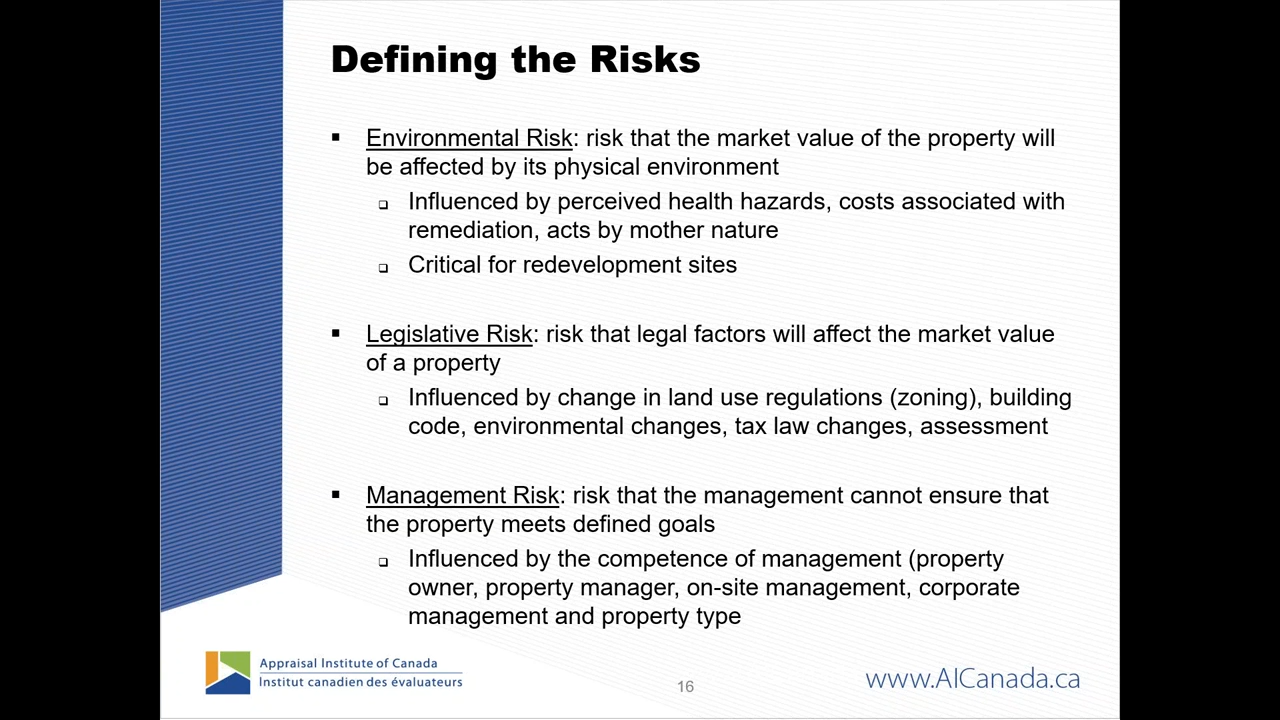 Defining the Risks
▪ Environmental Risk: risk that the market value of the property will
be affected by its physical environment
❑ Influenced by perceived health hazards, costs associated with
remediation, acts by mother nature
❑ Critical for redevelopment sites
▪ Legislative Risk: risk that legal factors will affect the market value
of a property
❑ Influenced by change in land use regulations (zoning), building
code, environmental changes, tax law changes, assessment
▪ Management Risk: risk that the management cannot ensure that
the property meets defined goals
❑ Influenced by the competence of management (property
owner, property manager, on-site management, corporate
management and property type
Appraisal Institute of Canada
Institut canadien des évaluateurs
16
www.AICanada.ca